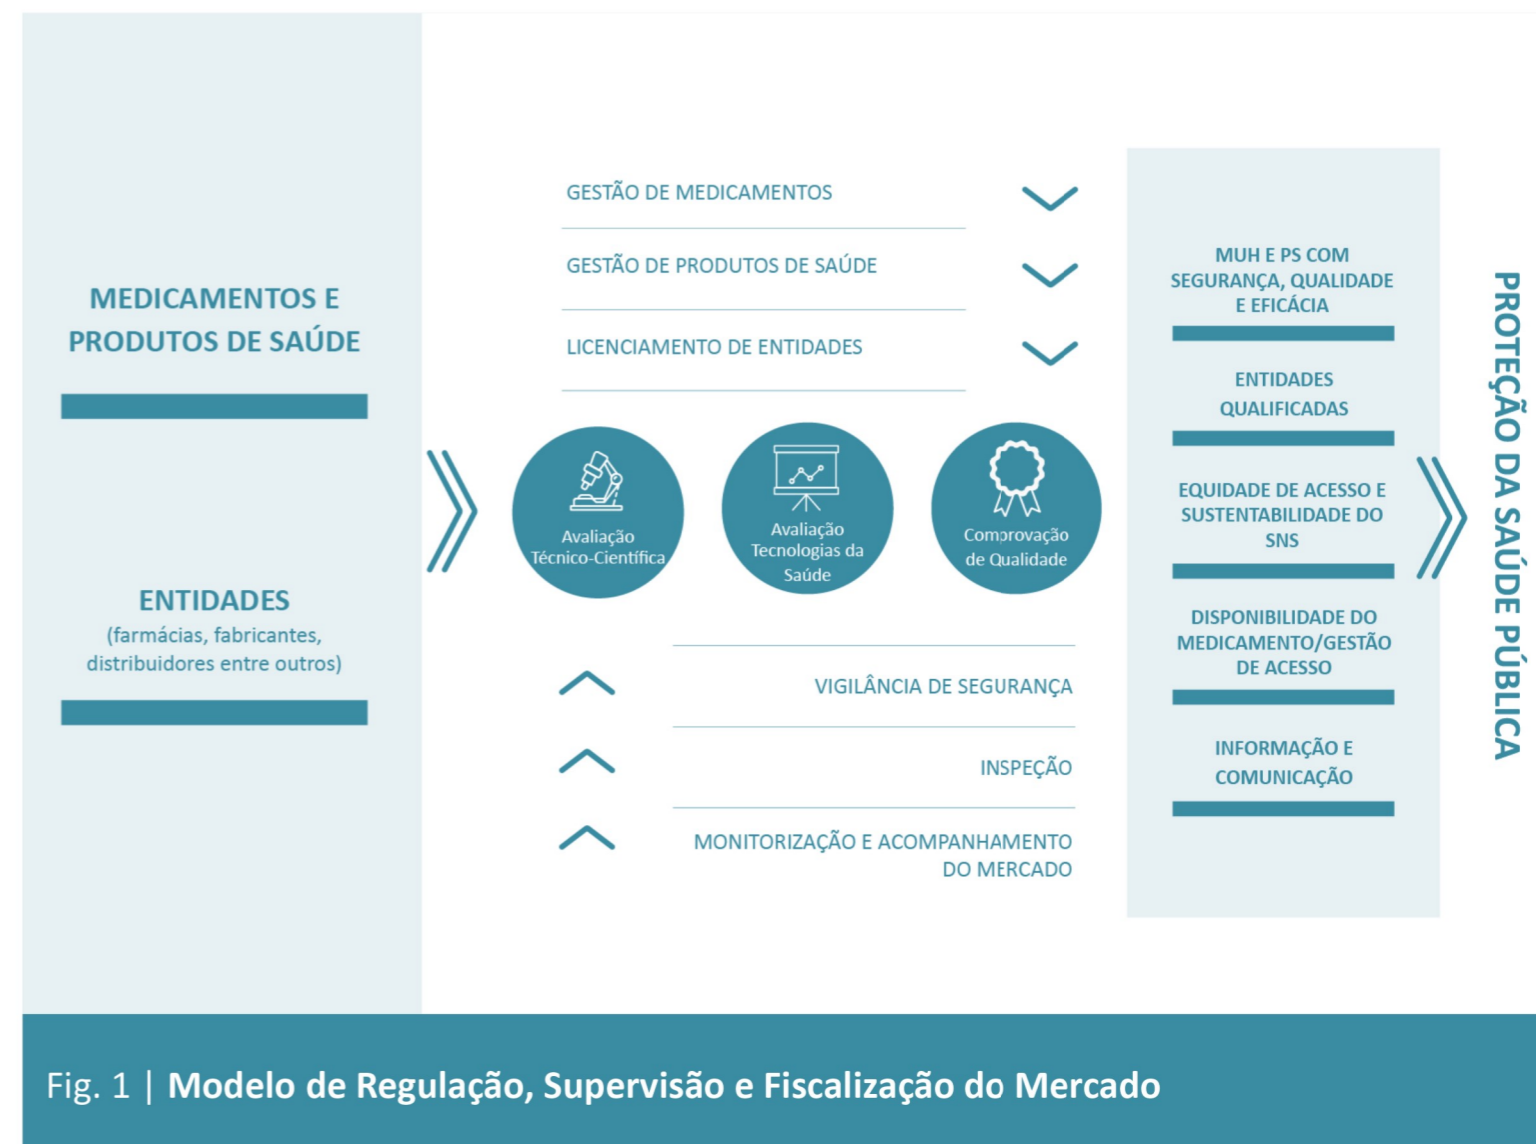 MEDICAMENTOS E
PRODUTOS DE SAÚDE
ENTIDADES
(farmácias, fabricantes,
distribuidores entre outros)
GESTÃO DE MEDICAMENTOS
GESTÃO DE PRODUTOS DE SAÚDE
LICENCIAMENTO DE ENTIDADES
Avaliação
Técnico-Científica
Avaliação
Tecnologias da
Saúde
Comprovação
de Qualidade
VIGILÂNCIA DE SEGURANÇA
INSPEÇÃO
MONITORIZAÇÃO E ACOMPANHAMENTO
DO MERCADO
MUH E PS COM
SEGURANÇA, QUALIDADE
E EFICÁCIA
ENTIDADES
QUALIFICADAS
EQUIDADE DE ACESSO E
SUSTENTABILIDADE DO
SNS
DISPONIBILIDADE DO
MEDICAMENTO/GESTÃO
DE ACESSO
INFORMAÇÃO E
COMUNICAÇÃO
PROTEÇÃO DA SAÚDE PÚBLICA
Fig. 1 | Modelo de Regulação, Supervisão e Fiscalização do Mercado